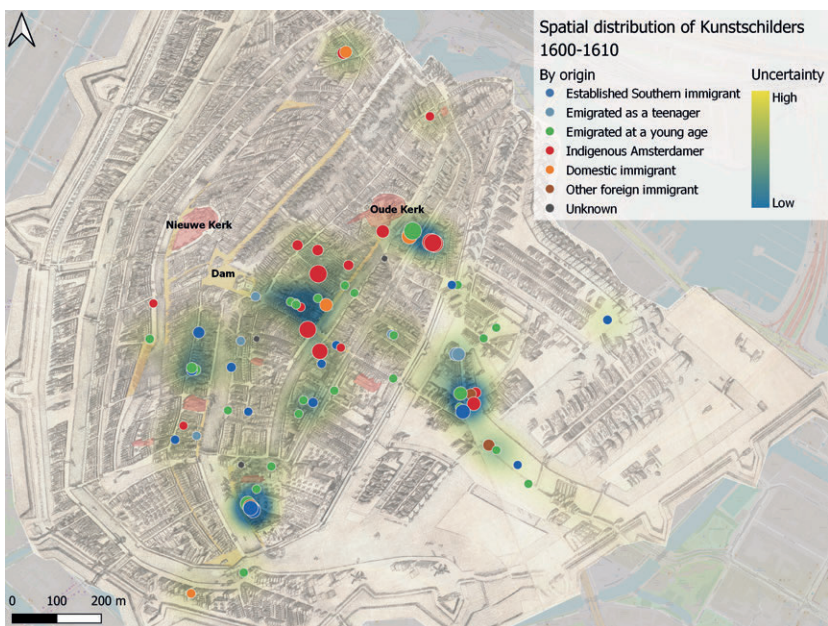 Spatial distribution of Kunstschilders
1600-1610
By origin
Established Southern immigrant
Emigrated as a teenager
Emigrated at a young age
Indigenous Amsterdamer
Domestic immigrant
Other foreign immigrant
Unknown
Uncertainty
High
Low
Oude Kerk
Nieuwe Kerk
Dam
0 100 200 m